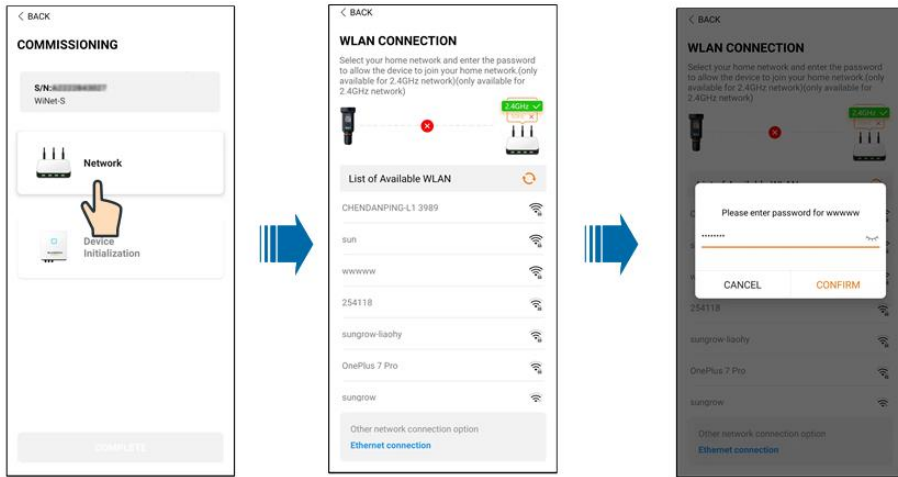 < BACK
COMMISSIONING
S/N:
WiNet-S
Network
Device
Initialization
COMPLETE
< BACK
WLAN CONNECTION
Select your home network and enter the password
to allow the device to join your home network.(only
available for 2.4GHz network)(only available for
2.4GHz network)
2.4GHz
List of Available WLAN
CHENDANPING-L1 3989
sun
wwwww
254118
sungrow-liaohy
OnePlus 7 Pro
sungrow
Other network connection option
Ethernet connection
< BACK
WLAN CONNECTION
Select your home network and enter the password
to allow the device to join your home network.(only
available for 2.4GHz network)(only available for
2.4GHz network)
2.4GHz
List of Available WLAN
Please enter password for wwwww
CANCEL
CONFIRM
254118
sungrow-liaohy
OnePlus 7 Pro
sungrow
Other network connection option
Ethernet connection